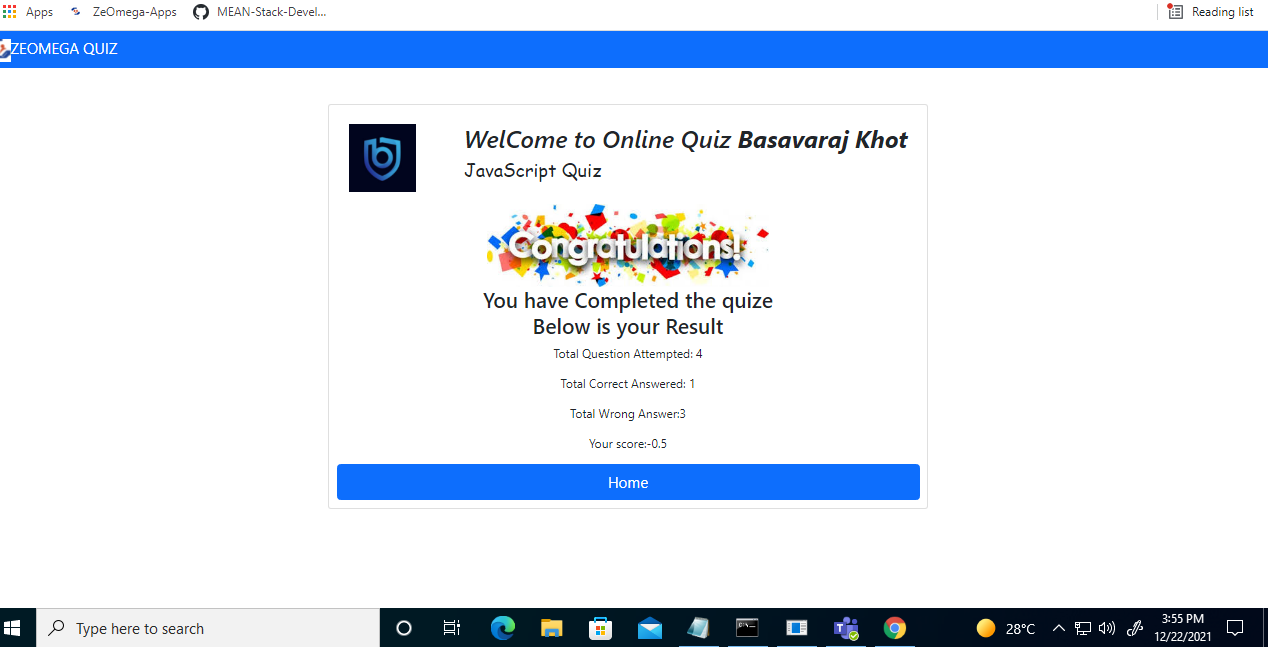 Apps ZeOmega-Apps MEAN-Stack-Devel... Reading list
ZEOMEGA QUIZ
WelCome to Online Quiz Basavaraj Khot
JavaScript Quiz
Congratulations!
You have Completed the quize
Below is your Result
Total Question Attempted: 4
Total Correct Answered: 1
Total Wrong Answer:3
Your score:-0.5
Home
Type here to search
28°C
3:55 PM
12/22/2021